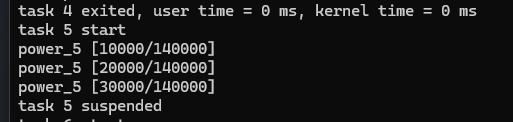 task 4 exited, user time = 0 ms, kernel time = 0 ms
task 5 start
power_5 [10000/140000]
power_5 [20000/140000]
power_5 [30000/140000]
task 5 suspended